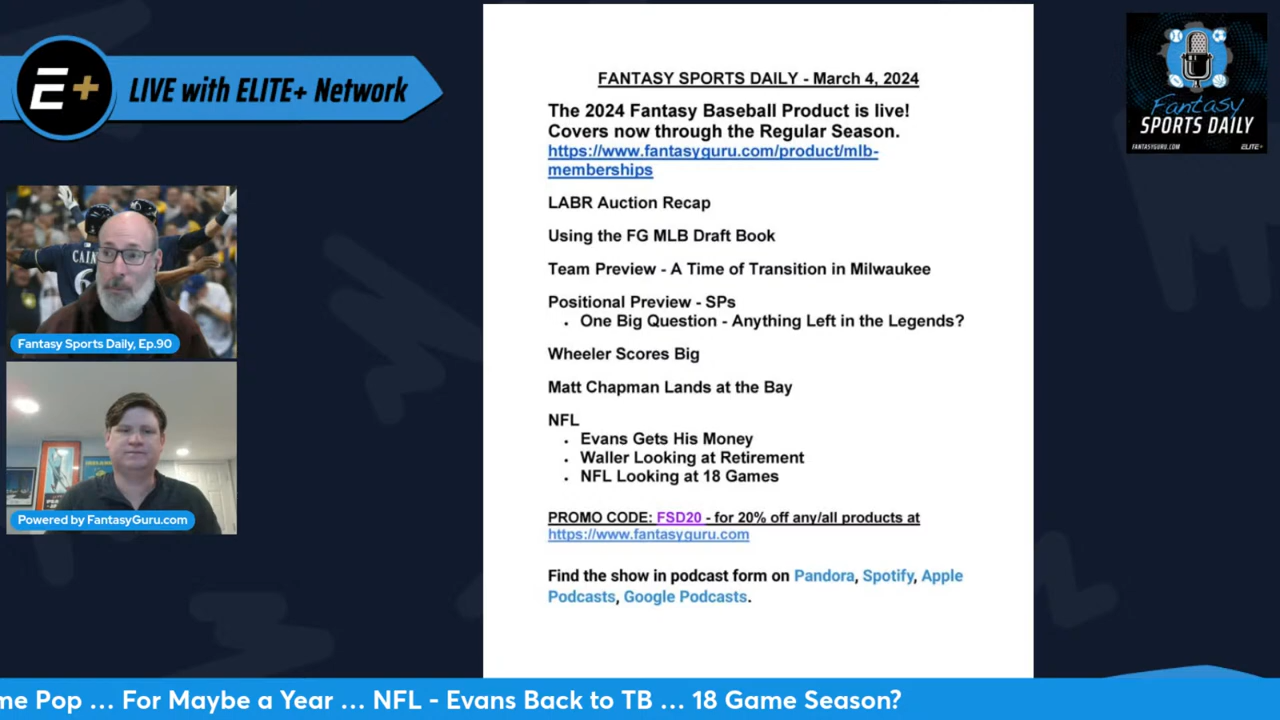 E+
LIVE with ELITE+ Network
CAIN
6
Fantasy Sports Daily, Ep.90
Powered by FantasyGuru.com
FANTASY SPORTS DAILY - March 4, 2024
The 2024 Fantasy Baseball Product is live!
Covers now through the Regular Season.
https://www.fantasyguru.com/product/mlb-
memberships
LABR Auction Recap
Using the FG MLB Draft Book
Team Preview - A Time of Transition in Milwaukee
Positional Preview - SPs
• One Big Question - Anything Left in the Legends?
Wheeler Scores Big
Matt Chapman Lands at the Bay
NFL
• Evans Gets His Money
• Waller Looking at Retirement
• NFL Looking at 18 Games
PROMO CODE: FSD20 - for 20% off any/all products at
https://www.fantasyguru.com
Find the show in podcast form on Pandora, Spotify, Apple
Podcasts, Google Podcasts.
Fantasy
SPORTS DAILY
FANTASYGURU.COM
ELITE+
me Pop ... For Maybe a Year ... NFL - Evans Back to TB ... 18 Game Season?